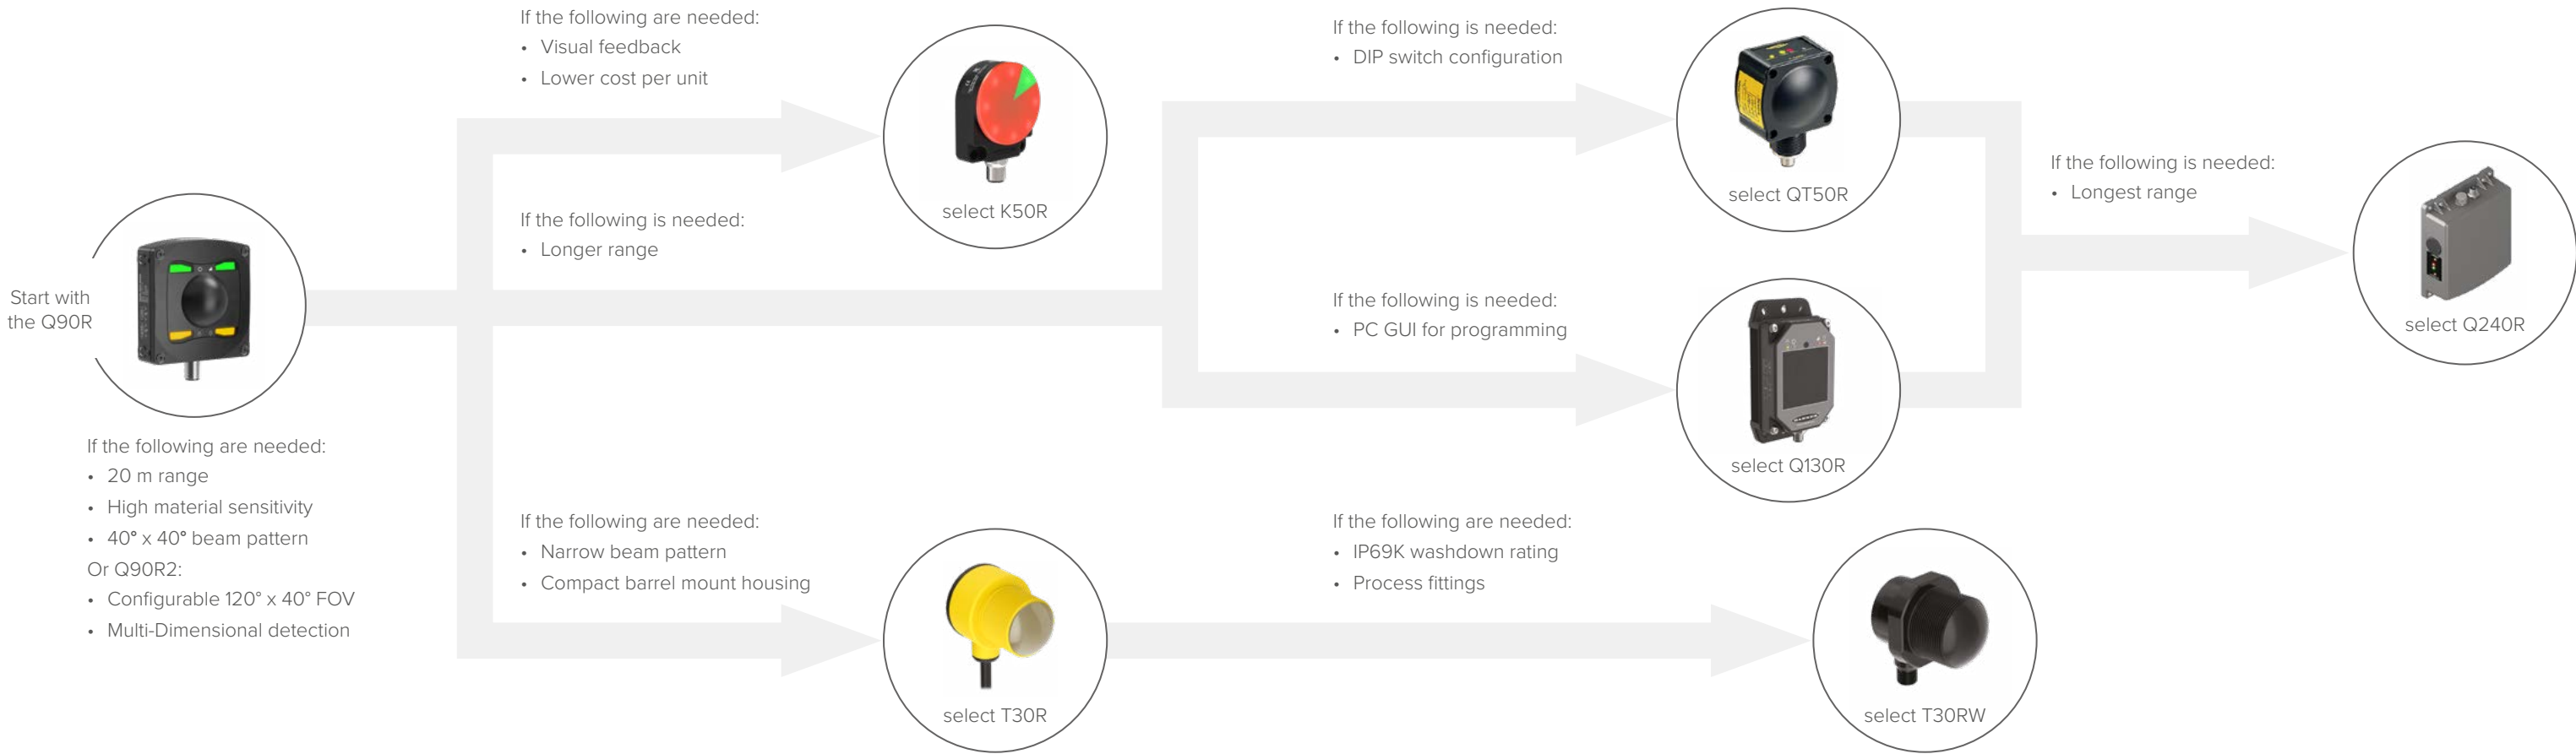 Start with
the Q90R
If the following are needed:
• 20 m range
• High material sensitivity
• 40° x 40° beam pattern
Or Q90R2:
• Configurable 120° x 40° FOV
• Multi-Dimensional detection
If the following are needed:
• Visual feedback
• Lower cost per unit
select K50R
If the following is needed:
• Longer range
If the following is needed:
• DIP switch configuration
select QT50R
If the following is needed:
• PC GUI for programming
select Q130R
If the following is needed:
• Longest range
select Q240R
If the following are needed:
• Narrow beam pattern
• Compact barrel mount housing
select T30R
If the following are needed:
• IP69K washdown rating
• Process fittings
select T30RW